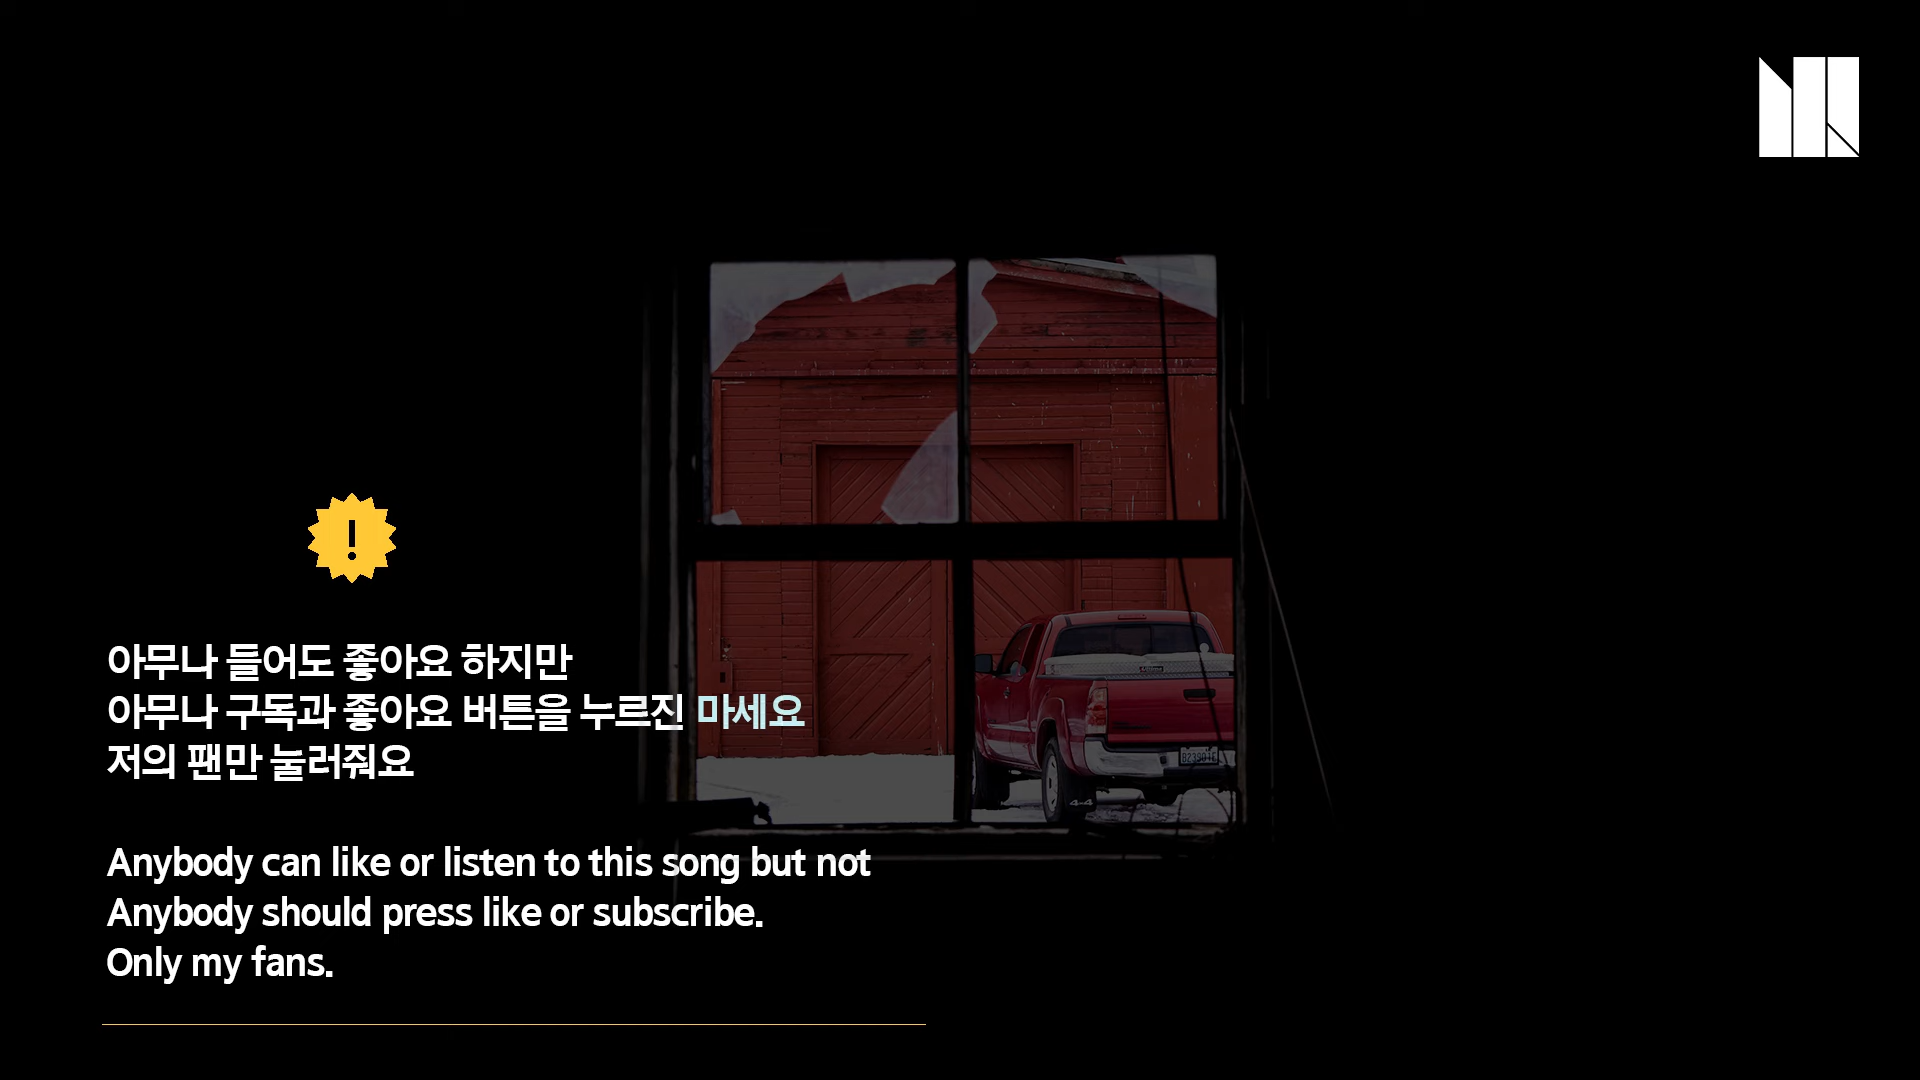 아무나 들어도 좋아요 하지만
아무나 구독과 좋아요 버튼을 누르진 마세요
저의 팬만 눌러줘요
Anybody can like or listen to this song but not
Anybody should press like or subscribe.
Only my fans.
4-4